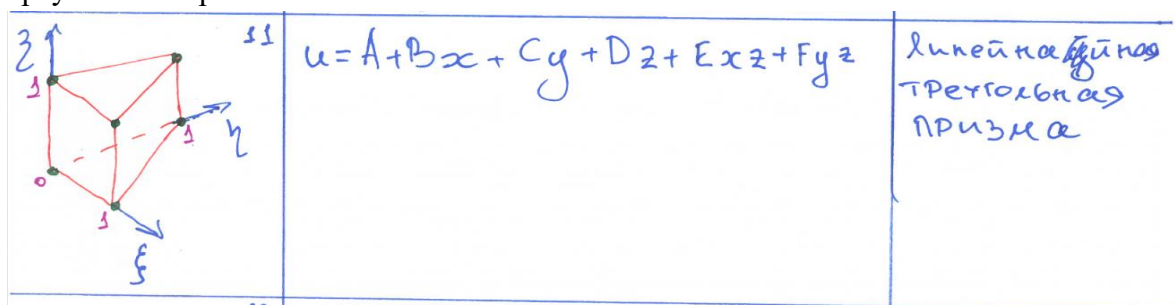 11
ζ
1
0
1
1
η
ξ
u = A + Bx + Cy + Dz + Exz + Fyz
линейная
треугольная
призма